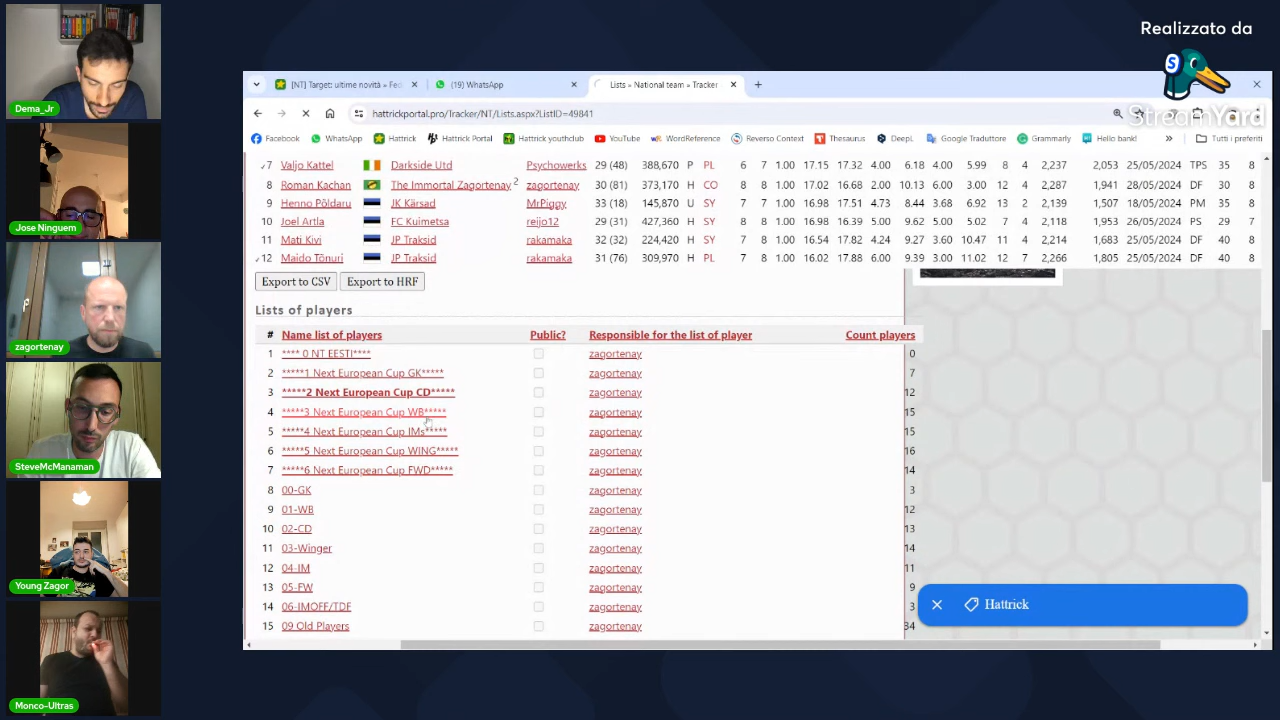 Realizzato da
StreamYard
[NT] Target: ultime novità » Fed
(19) WhatsApp
Lists » National team » Tracker
hattrickportal.pro/Tracker/NT/Lists.aspx?ListID=49841
Facebook WhatsApp Hattrick Hattrick Portal Hattrick youthclub YouTube WordReference Reverso Context Thesaurus DeepL Google Traduttore Grammarly Hello bank! » Tutti i preferiti
7 Valjo Kattel Darkside Utd Psychowerks 29 (48) 388,670 P PL 6 7 1.00 17.15 17.32 4.00 6.18 4.00 5.99 8 4 2,237 2,053 25/05/2024 TPS 35 8
8 Roman Kachan The Immortal Zagortenay 2 zagortenay 30 (81) 373,170 H CO 8 8 1.00 17.02 16.68 2.00 10.13 6.00 3.00 12 4 2,287 1,941 28/05/2024 DF 30 8
9 Henno Põldaru JK Kärsad MrPiggy 33 (18) 145,870 U SY 7 7 1.00 16.98 17.51 4.73 8.44 3.68 6.92 13 2 2,139 1,507 18/05/2024 PM 35 8
10 Joel Artla FC Kuimetsa reijo12 29 (31) 427,360 H SY 7 8 1.00 16.98 16.39 5.00 9.10 5.00 5.02 7 4 2,118 1,953 26/05/2024 PS 29 7
11 Mati Kivi JP Traksid rakamaka 32 (32) 224,420 H SY 7 8 1.00 16.54 17.82 4.24 9.27 3.60 10.47 11 4 2,214 1,683 25/05/2024 DF 40 8
12 Maido Tõnuri JP Traksid rakamaka 31 (76) 309,970 H PL 7 8 1.00 16.02 17.88 6.00 9.39 3.60 11.02 12 7 2,266 1,805 25/05/2024 DF 40 8
Export to CSV Export to HRF
Lists of players
# Name list of players Public? Responsible for the list of player Count players
1 **** 0 NT EESTI**** zagortenay 0
2 *****1 Next European Cup GK***** zagortenay 7
3 *****2 Next European Cup CD***** zagortenay 12
4 *****3 Next European Cup WB***** zagortenay 15
5 *****4 Next European Cup IMs***** zagortenay 15
6 *****5 Next European Cup WING***** zagortenay 16
7 *****6 Next European Cup FWD***** zagortenay 14
8 00-GK zagortenay 3
9 01-WB zagortenay 12
10 02-CD zagortenay 13
11 03-Winger zagortenay 14
12 04-IM zagortenay 11
13 05-FW zagortenay 9
14 06-IMOFF/TDF zagortenay 3
15 09 Old Players zagortenay 34
Hattrick
Dema_Jr
Jose Ninguem
zagortenay
SteveMcManaman
Young Zagor
Monco-Ultras